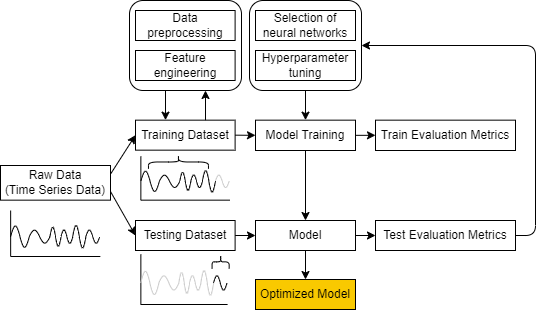 Data
preprocessing
Feature
engineering
Selection of
neural networks
Hyperparameter
tuning
Training Dataset
Model Training
Train Evaluation Metrics
Raw Data
(Time Series Data)
Testing Dataset
Model
Test Evaluation Metrics
Optimized Model